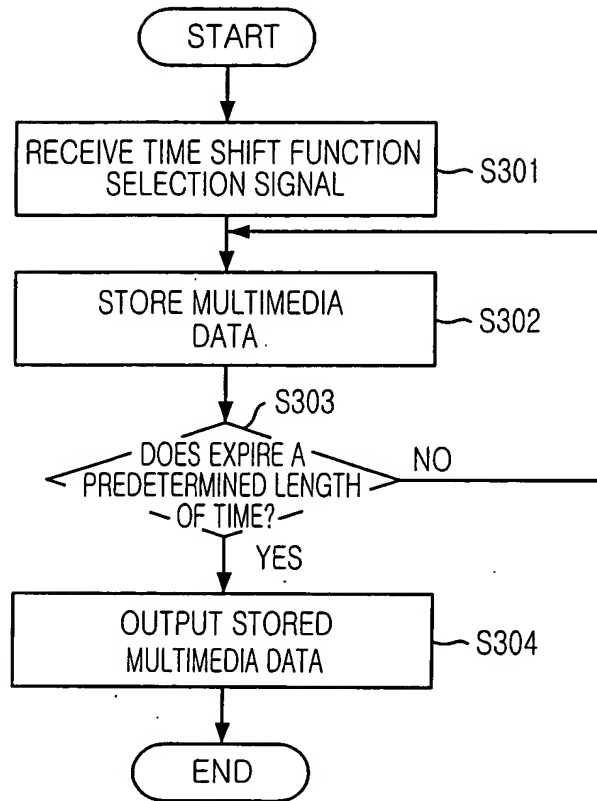 START
RECEIVE TIME SHIFT FUNCTION
SELECTION SIGNAL
S301
STORE MULTIMEDIA
DATA
S302
S303
DOES EXPIRE A
PREDETERMINED LENGTH
OF TIME?
NO
YES
OUTPUT STORED
MULTIMEDIA DATA
S304
END